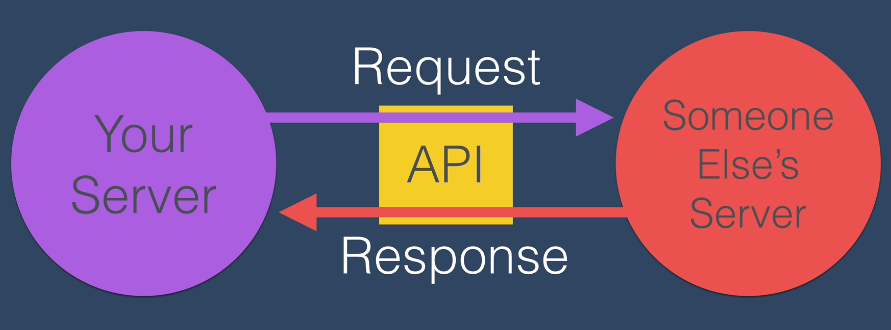 Request
Your
Server
API
Someone
Else's
Server
Response